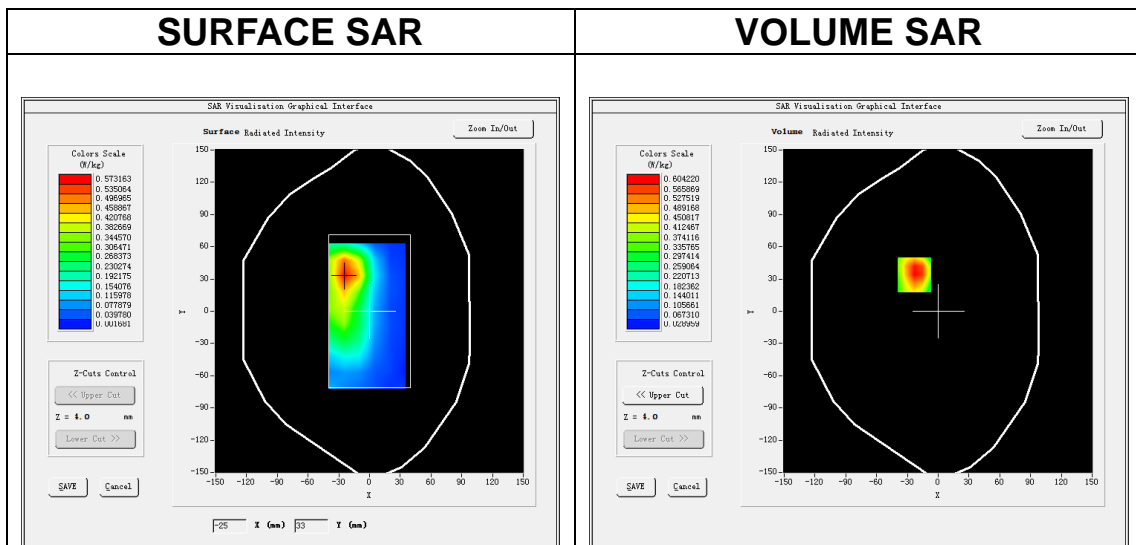 SURFACE SAR
VOLUME SAR
SAR Visualisation Graphical Interface
Surface Radiated Intensity
Zoom In/Out
Colors Scale
(W/kg)
0.573163
0.535064
0.496965
0.458867
0.420768
0.382669
0.344570
0.306471
0.268373
0.230274
0.192175
0.154076
0.115978
0.077879
0.039780
0.001681
150
120
90
60
30
0
-30
-60
-90
-120
-150
Y
-150 -120 -90 -60 -30 0 30 60 90 120 150
X
Z-Cuts Control
<< Upper Cut
Z = 4.0 mm
Lower Cut >>
SAVE Cancel
-25 X (mm) 33 Y (mm)
SAR Visualisation Graphical Interface
Volume Radiated Intensity
Zoom In/Out
Colors Scale
(W/kg)
0.604220
0.565869
0.527519
0.489168
0.450817
0.412467
0.374116
0.335765
0.297414
0.259064
0.220713
0.182362
0.144011
0.105661
0.067310
0.028959
150
120
90
60
30
0
-30
-60
-90
-120
-150
Y
-150 -120 -90 -60 -30 0 30 60 90 120 150
X
Z-Cuts Control
<< Upper Cut
Z = 4.0 mm
Lower Cut >>
SAVE Cancel